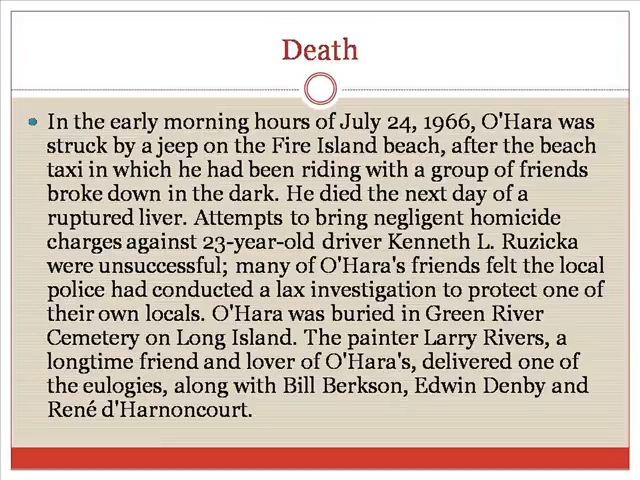 Death
In the early morning hours of July 24, 1966, O'Hara was
struck by a jeep on the Fire Island beach, after the beach
taxi in which he had been riding with a group of friends
broke down in the dark. He died the next day of a
ruptured liver. Attempts to bring negligent homicide
charges against 23-year-old driver Kenneth L. Ruzicka
were unsuccessful; many of O'Hara's friends felt the local
police had conducted a lax investigation to protect one of
their own locals. O'Hara was buried in Green River
Cemetery on Long Island. The painter Larry Rivers, a
longtime friend and lover of O'Hara's, delivered one of
the eulogies, along with Bill Berkson, Edwin Denby and
René d'Harnoncourt.